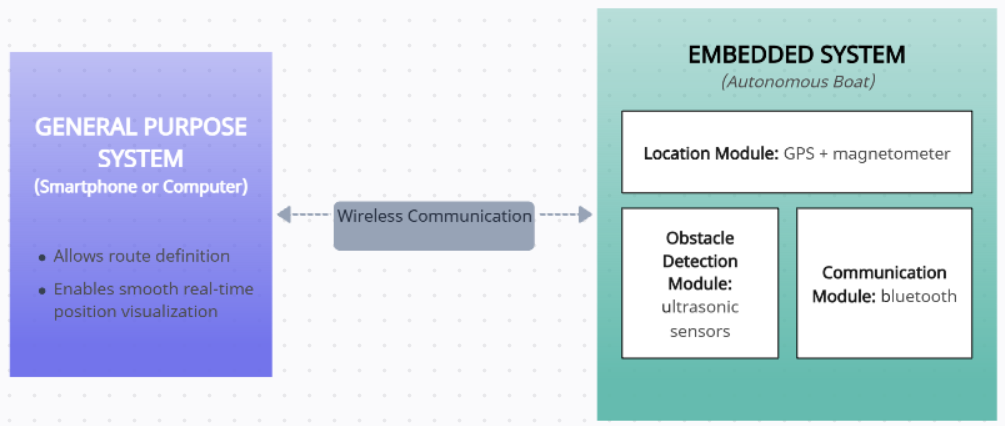 GENERAL PURPOSE
SYSTEM
(Smartphone or Computer)
• Allows route definition
• Enables smooth real-time
position visualization
Wireless Communication
EMBEDDED SYSTEM
(Autonomous Boat)
Location Module: GPS + magnetometer
Obstacle
Detection
Module:
ultrasonic
sensors
Communication
Module: bluetooth